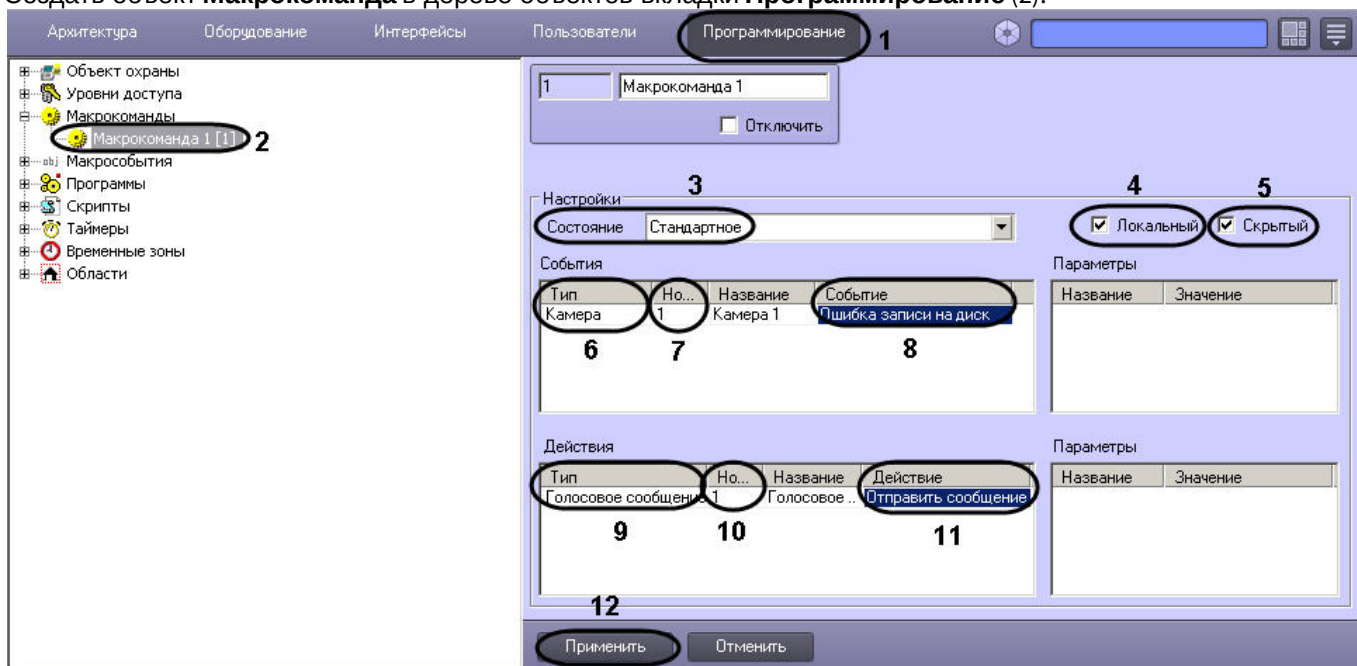 Создать объект Макрокоманда в дерево объектов вкладки Программирование (2).
Архитектура Оборудование Интерфейсы Пользователи Программирование 1
Объект охраны
Уровни доступа
Макрокоманды
Макрокоманда 1 [1] 2
obj Макрособытия
Программы
Скрипты
Таймеры
Временные зоны
Области
1 Макрокоманда 1
Отключить
3 4 5
Настройки
Состояние Стандартное Локальный Скрытый
События Параметры
Тип Но... Название Событие Название Значение
Камера 1 Камера 1 Ошибка записи на диск
6 7 8
Действия Параметры
Тип Но... Название Действие Название Значение
Голосовое сообщение 1 Голосовое .. Отправить сообщение
9 10 11
12
Применить Отменить